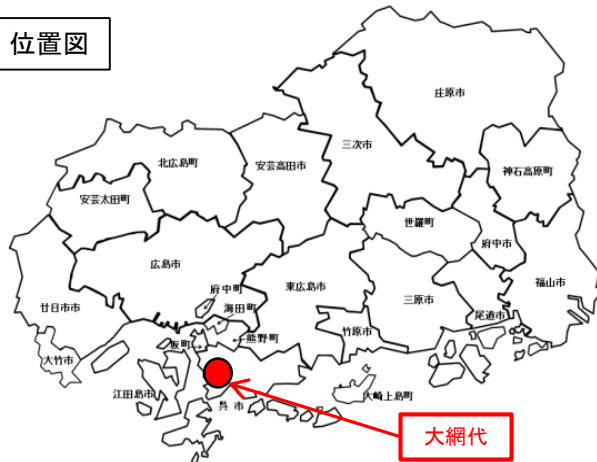 位置図
庄原市
三次市
北広島町
安芸高田市
神石高原町
安芸太田町
世羅町
府中市
広島市
東広島市
三原市
福山市
廿日市市
府中町
海田町
尾道市
竹原市
熊野町
坂町
大竹市
江田島市
大崎上島町
呉市
大網代